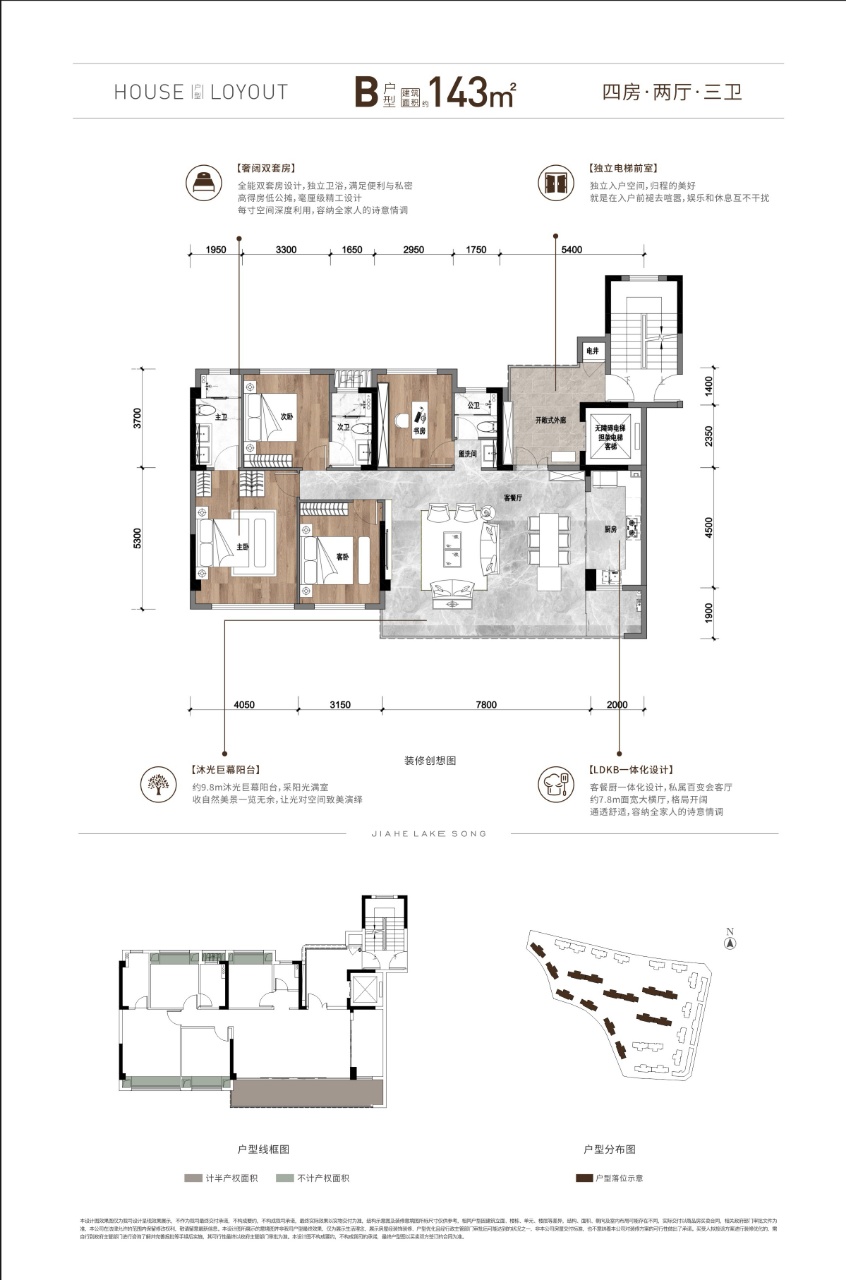 HOUSE 户型 LOYOUT
B 户型 建筑面积 约 143m²
四房·两厅·三卫
【奢阔双套房】
全能双套房设计，独立卫浴，满足便利与私密
高得房低公摊，毫厘级精工设计
每寸空间深度利用，容纳全家人的诗意情调
【独立电梯前室】
独立入户空间，归程的美好
就是在入户前褪去喧嚣，娱乐和休息互不干扰
1950 3300 1650 2950 1750 5400
3700
5300
1400
2350
4500
1900
电井
主卫
次卧
次卫
书房
公卫
盥洗间
开敞式外廊
无障碍电梯
担架电梯
客梯
客餐厅
厨房
主卧
客卧
4050 3150 7800 2000
装修创想图
【沐光巨幕阳台】
约9.8m沐光巨幕阳台，采阳光满室
收自然美景一览无余，让光对空间致美演绎
【LDKB一体化设计】
客餐厨一体化设计，私属百变会客厅
约7.8m面宽大横厅，格局开阔
通透舒适，容纳全家人的诗意情调
JIAHE LAKE SONG
N
户型线框图
户型分布图
计半产权面积
不计产权面积
户型落位示意